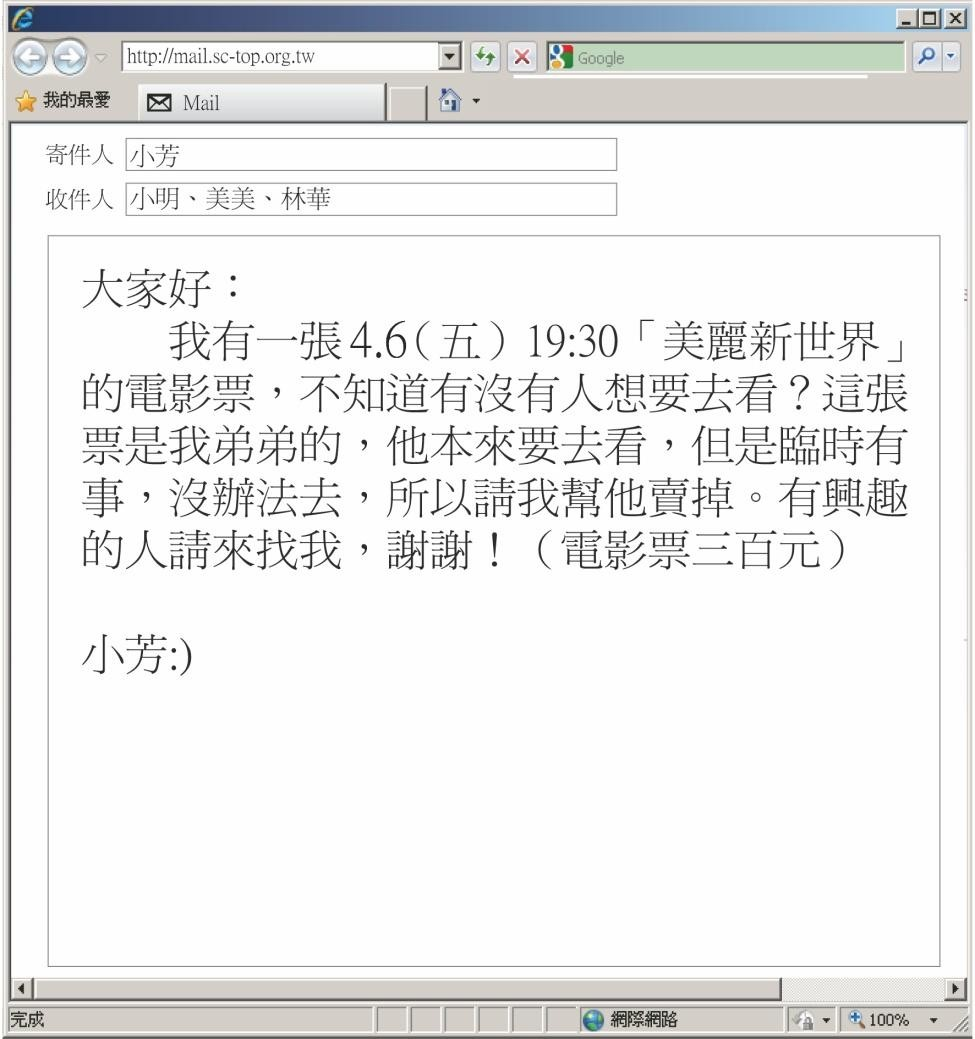 http://mail.sc-top.org.tw
Google
我的最愛
Mail
寄件人 小芳
收件人 小明、美美、林華
大家好：
我有一張 4.6（五）19:30「美麗新世界」
的電影票，不知道有沒有人想要去看？這張
票是我弟弟的，他本來要去看，但是臨時有
事，沒辦法去，所以請我幫他賣掉。有興趣
的人請來找我，謝謝！（電影票三百元）
小芳:)
完成
網際網路
100%